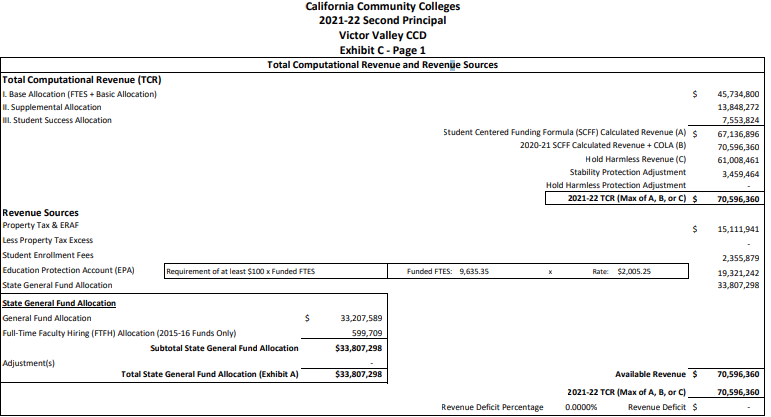 California Community Colleges
2021-22 Second Principal
Victor Valley CCD
Exhibit C - Page 1
Total Computational Revenue and Revenue Sources
Total Computational Revenue (TCR)
I. Base Allocation (FTES + Basic Allocation) $ 45,734,800
II. Supplemental Allocation 13,848,272
III. Student Success Allocation 7,553,824
Student Centered Funding Formula (SCFF) Calculated Revenue (A) $ 67,136,896
2020-21 SCFF Calculated Revenue + COLA (B) 70,596,360
Hold Harmless Revenue (C) 61,008,461
Stability Protection Adjustment 3,459,464
Hold Harmless Protection Adjustment -
2021-22 TCR (Max of A, B, or C) $ 70,596,360
Revenue Sources
Property Tax & ERAF $ 15,111,941
Less Property Tax Excess -
Student Enrollment Fees 2,355,879
Education Protection Account (EPA) Requirement of at least $100 x Funded FTES Funded FTES: 9,635.35 x Rate: $2,005.25 19,321,242
State General Fund Allocation 33,807,298
State General Fund Allocation
General Fund Allocation $ 33,207,589
Full-Time Faculty Hiring (FTFH) Allocation (2015-16 Funds Only) 599,709
Subtotal State General Fund Allocation $33,807,298
Adjustment(s) -
Total State General Fund Allocation (Exhibit A) $33,807,298 Available Revenue $ 70,596,360
2021-22 TCR (Max of A, B, or C) 70,596,360
Revenue Deficit Percentage 0.0000% Revenue Deficit $ -